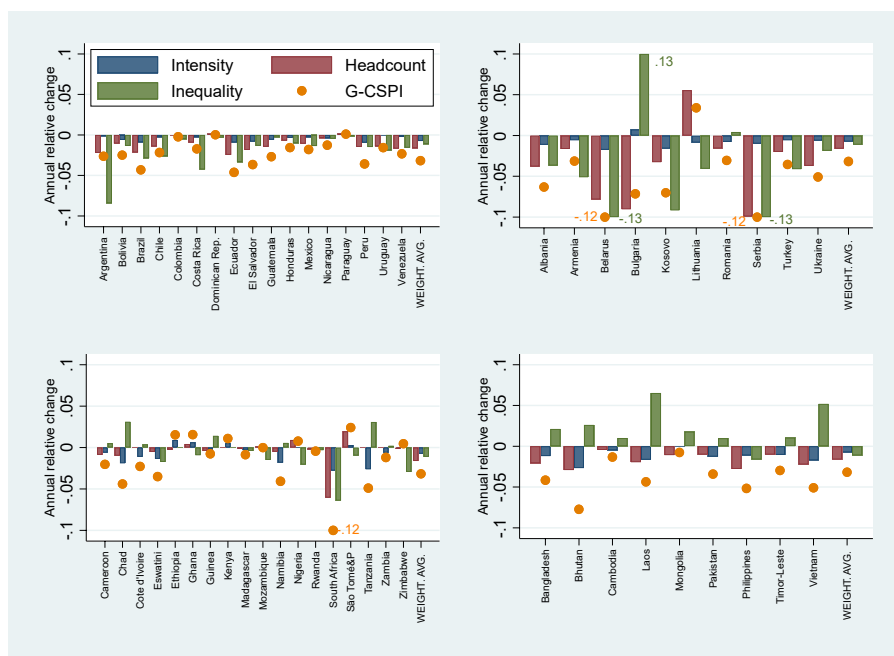 Intensity
Headcount
Inequality
G-CSPI
Annual relative change
.1
.05
0
-.05
-.1
Argentina
Bolivia
Brazil
Chile
Colombia
Costa Rica
Dominican Rep.
Ecuador
El Salvador
Guatemala
Honduras
Mexico
Nicaragua
Paraguay
Peru
Uruguay
Venezuela
WEIGHT. AVG.
Annual relative change
.1
.05
0
-.05
-.1
.13
-.12
-.13
-.12
-.13
Albania
Armenia
Belarus
Bulgaria
Kosovo
Lithuania
Romania
Serbia
Turkey
Ukraine
WEIGHT. AVG.
Annual relative change
.1
.05
0
-.05
-.1
-.12
Cameroon
Chad
Cote d'Ivoire
Eswatini
Ethiopia
Ghana
Guinea
Kenya
Madagascar
Mozambique
Namibia
Nigeria
Rwanda
South Africa
São Tomé&P
Tanzania
Zambia
Zimbabwe
WEIGHT. AVG.
Annual relative change
.1
.05
0
-.05
-.1
Bangladesh
Bhutan
Cambodia
Laos
Mongolia
Pakistan
Philippines
Timor-Leste
Vietnam
WEIGHT. AVG.